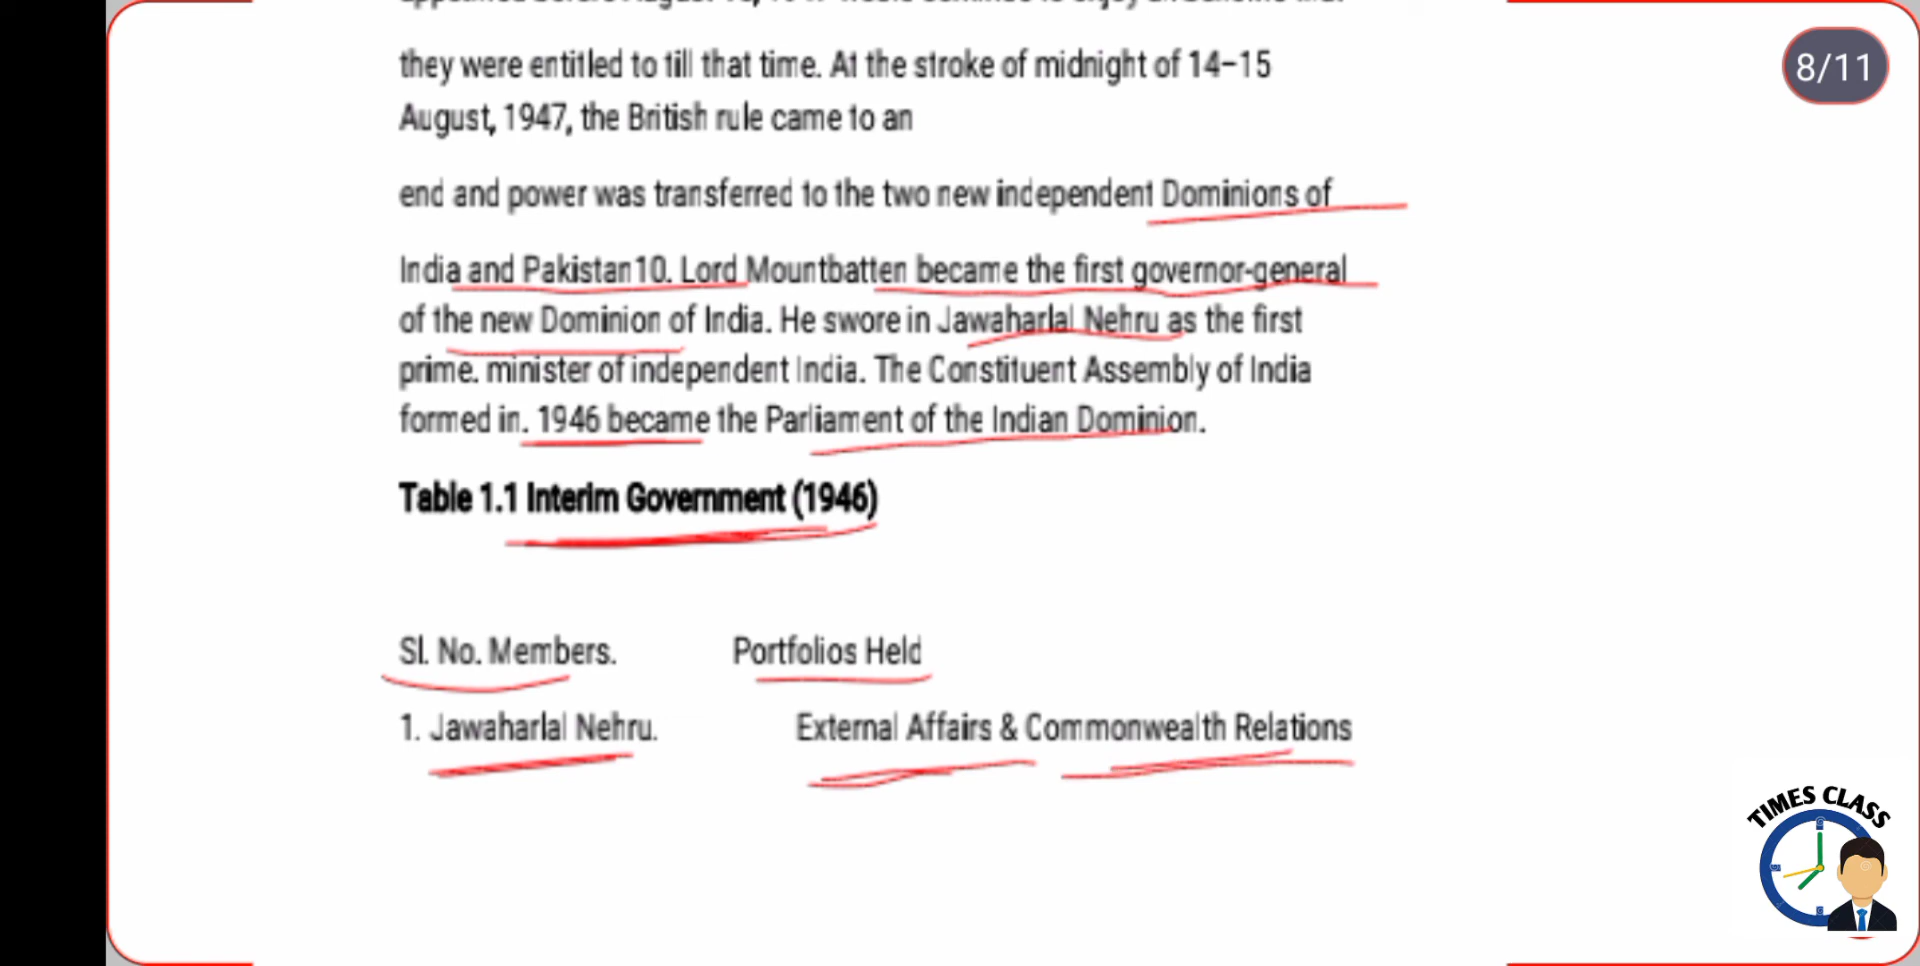 they were entitled to till that time. At the stroke of midnight of 14–15
8/11
August, 1947, the British rule came to an
end and power was transferred to the two new independent Dominions of
India and Pakistan10. Lord Mountbatten became the first governor-general
of the new Dominion of India. He swore in Jawaharlal Nehru as the first
prime. minister of independent India. The Constituent Assembly of India
formed in. 1946 became the Parliament of the Indian Dominion.
Table 1.1 Interim Government (1946)
Sl. No. Members. Portfolios Held
1. Jawaharlal Nehru. External Affairs & Commonwealth Relations
TIMES CLASS